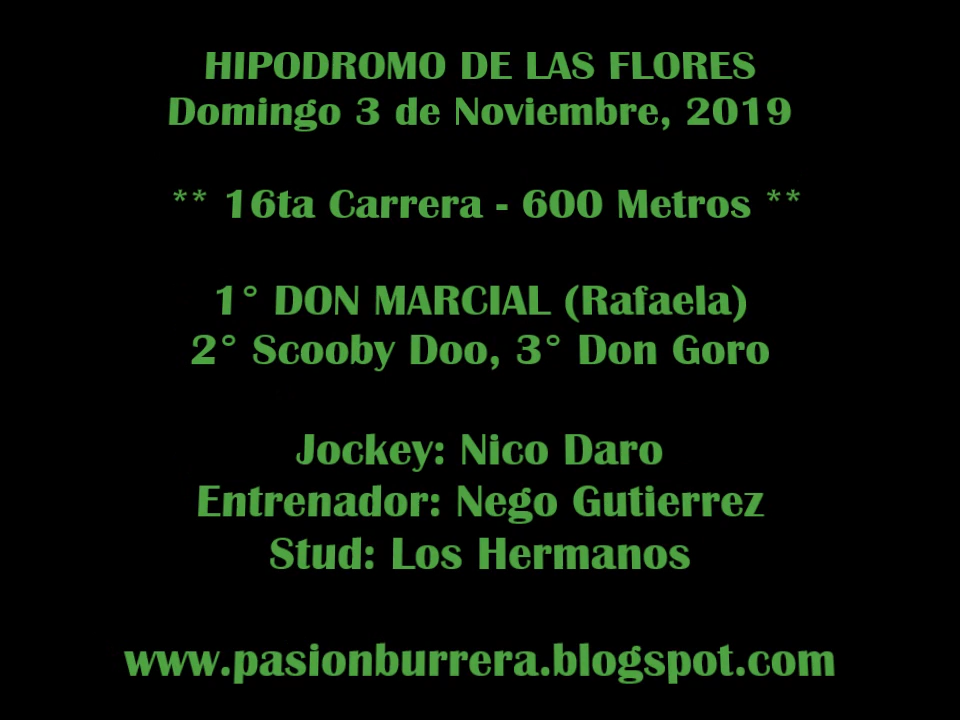 HIPODROMO DE LAS FLORES
Domingo 3 de Noviembre, 2019
** 16ta Carrera - 600 Metros **
1° DON MARCIAL (Rafaela)
2° Scooby Doo, 3° Don Goro
Jockey: Nico Daro
Entrenador: Nego Gutierrez
Stud: Los Hermanos
www.pasionburrera.blogspot.com